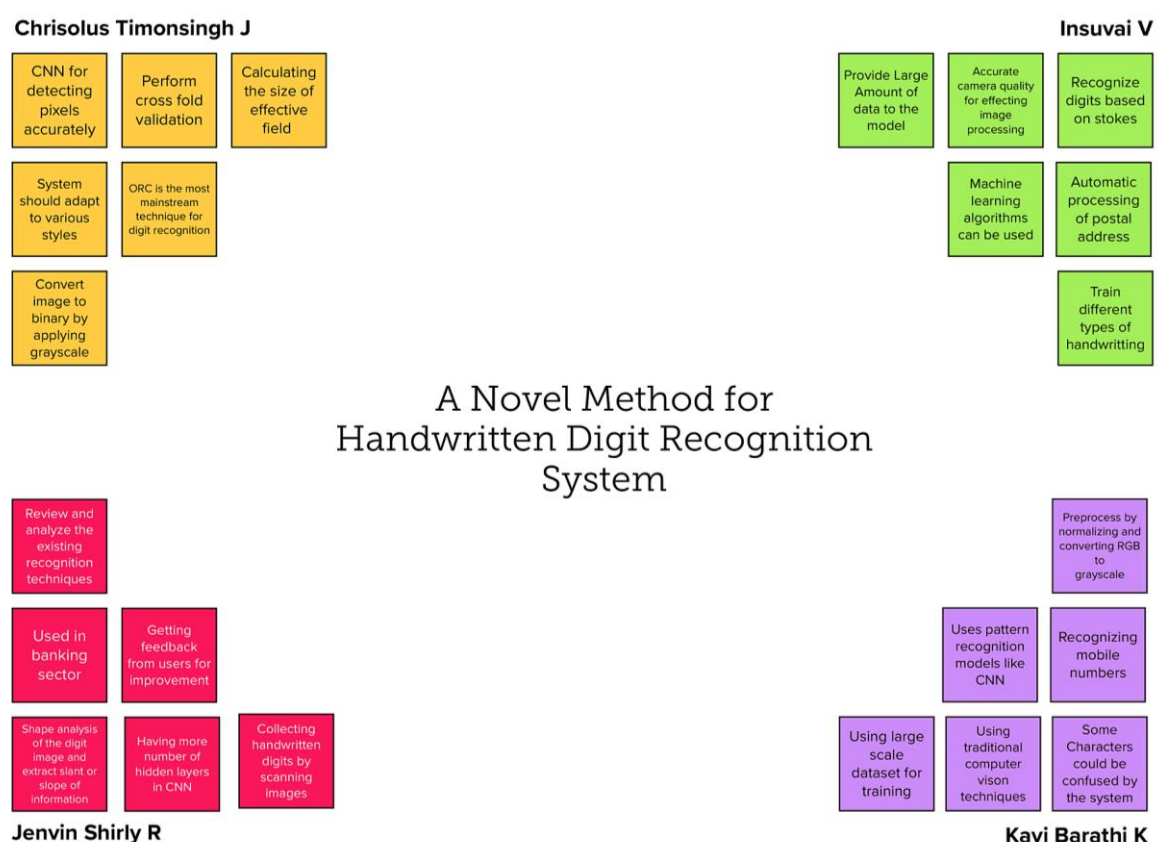 Chrisolus Timonsingh J
CNN for
detecting
pixels
accurately
Perform
cross fold
validation
Calculating
the size of
effective
field
System
should adapt
to various
styles
ORC is the most
mainstream
technique for
digit recognition
Convert
image to
binary by
applying
grayscale
Insuvai V
Provide Large
Amount of
data to the
model
Accurate
camera quality
for effecting
image
processing
Recognize
digits based
on stokes
Machine
learning
algorithms
can be used
Automatic
processing
of postal
address
Train
different
types of
handwritting
A Novel Method for
Handwritten Digit Recognition
System
Review and
analyze the
existing
recognition
techniques
Used in
banking
sector
Getting
feedback
from users for
improvement
Shape analysis
of the digit
image and
extract slant or
slope of
information
Having more
number of
hidden layers
in CNN
Collecting
handwritten
digits by
scanning
images
Jenvin Shirly R
Preprocess by
normalizing and
converting RGB
to
grayscale
Uses pattern
recognition
models like
CNN
Recognizing
mobile
numbers
Using large
scale
dataset for
training
Using
traditional
computer
vison
techniques
Some
Characters
could be
confused by
the system
Kavi Barathi K